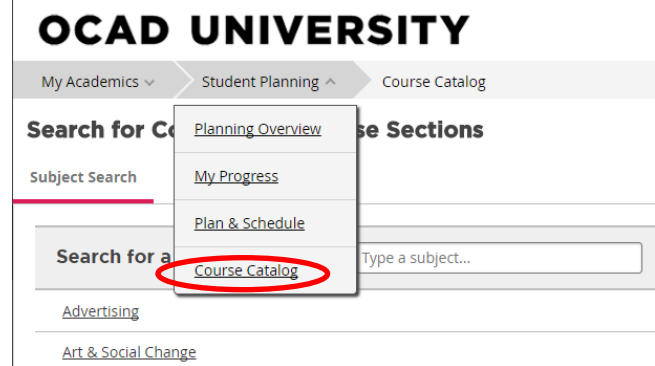 OCAD UNIVERSITY
My Academics Student Planning Course Catalog
Search for Co se Sections
Planning Overview
Subject Search My Progress
Plan & Schedule
Search for a Type a subject...
Course Catalog
Advertising
Art & Social Change